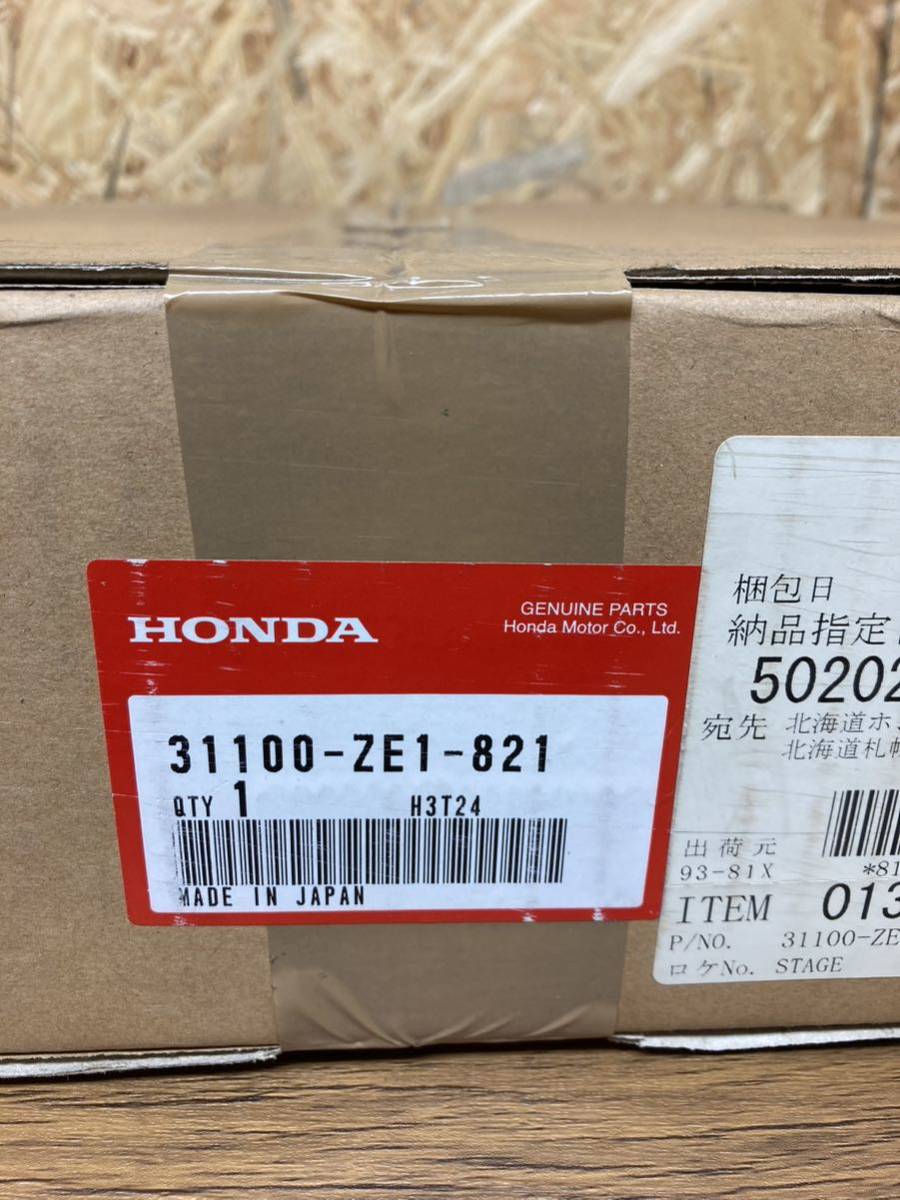 HONDA
GENUINE PARTS
Honda Motor Co., Ltd.
31100-ZE1-821
QTY 1 H3T24
MADE IN JAPAN
梱包日
納品指定
50202
宛先 北海道ホ
北海道札幌
出荷元
93-81X
*81
ITEM 013
P/NO. 31100-ZE
ロケNo. STAGE